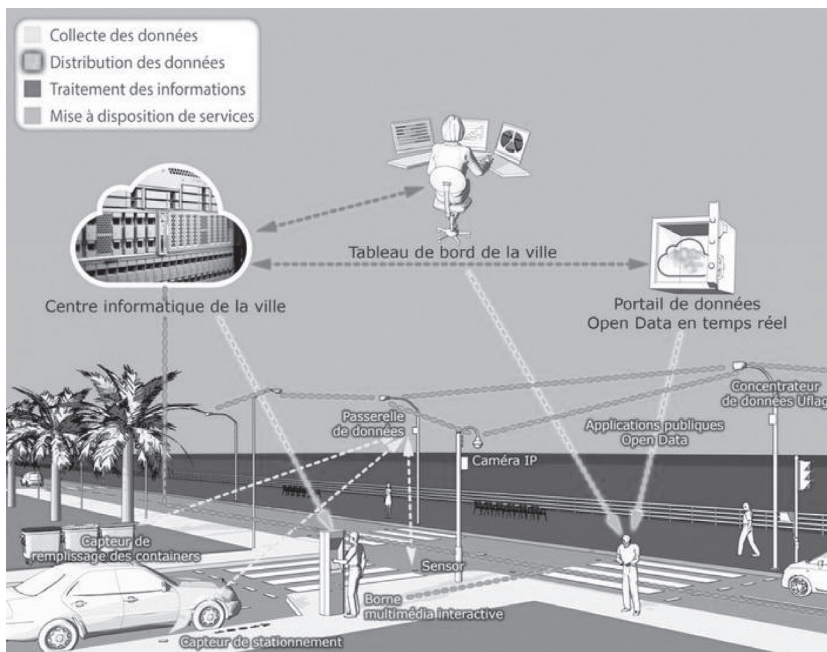 Collecte des données
Distribution des données
Traitement des informations
Mise à disposition de services
Tableau de bord de la ville
Centre informatique de la ville
Portail de données
Open Data en temps réel
Passerelle
de données
Concentrateur
de données Uflag
Applications publiques
Open Data
Caméra IP
Capteur de
remplissage des containers
Sensor
Borne
multimédia interactive
Capteur de stationnement